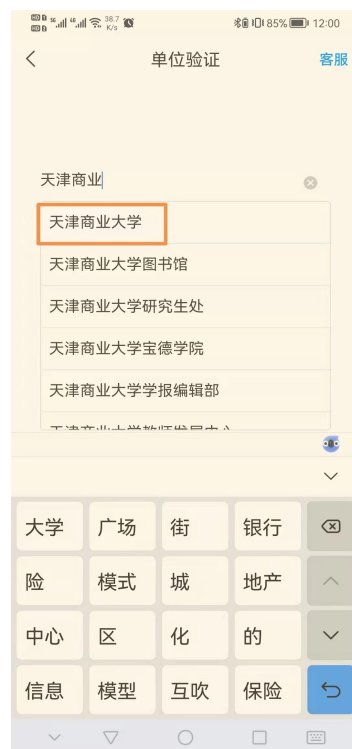 HD 1 5G 4G 38.7 K/s 85% 12:00
单位验证 客服
天津商业
天津商业大学
天津商业大学图书馆
天津商业大学研究生处
天津商业大学宝德学院
天津商业大学学报编辑部
大学 广场 街 银行
险 模式 城 地产
中心 区 化 的
信息 模型 互吹 保险